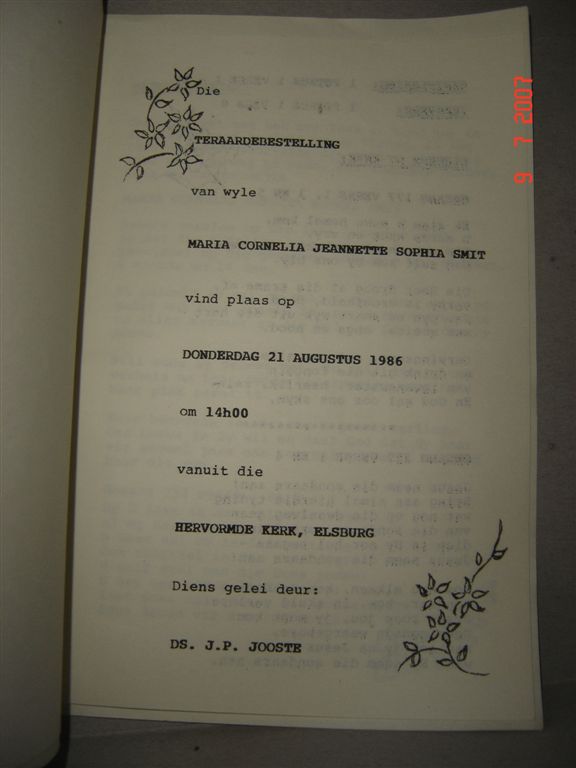 Die
TERAARDEBESTELLING
van wyle
MARIA CORNELIA JEANNETTE SOPHIA SMIT
vind plaas op
DONDERDAG 21 AUGUSTUS 1986
om 14h00
vanuit die
HERVORMDE KERK, ELSBURG
Diens gelei deur:
DS. J.P. JOOSTE
9 7 2007